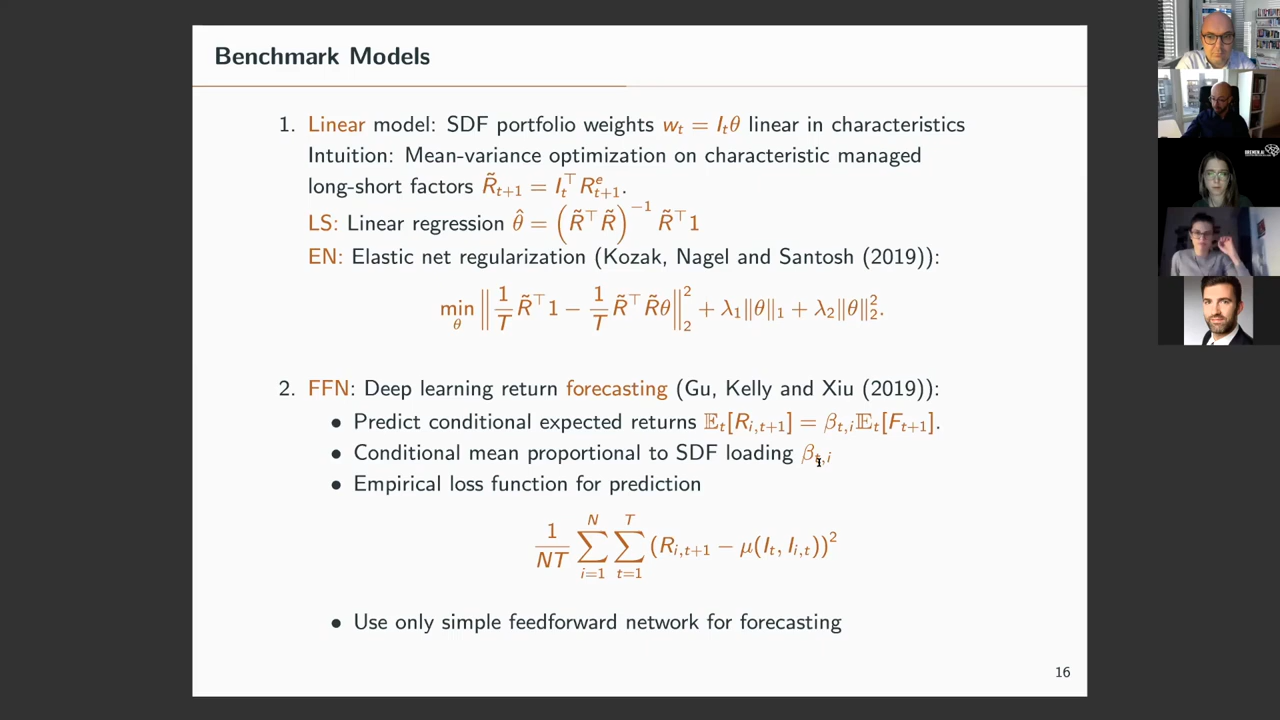 Benchmark Models
1. Linear model: SDF portfolio weights w_t = I_tθ linear in characteristics
Intuition: Mean-variance optimization on characteristic managed
long-short factors R̃_{t+1} = I_t^⊤ R^e_{t+1}.
LS: Linear regression θ̂ = (R̃^⊤ R̃)^{−1} R̃^⊤ 1
EN: Elastic net regularization (Kozak, Nagel and Santosh (2019)):
min_θ ‖ 1/T R̃^⊤ 1 − 1/T R̃^⊤ R̃θ ‖_2^2 + λ_1‖θ‖_1 + λ_2‖θ‖_2^2.
2. FFN: Deep learning return forecasting (Gu, Kelly and Xiu (2019)):
• Predict conditional expected returns 𝔼_t[R_{i,t+1}] = β_{t,i}𝔼_t[F_{t+1}].
• Conditional mean proportional to SDF loading β_{t,i}
• Empirical loss function for prediction
1/NT ∑_{i=1}^{N} ∑_{t=1}^{T} (R_{i,t+1} − μ(I_t, I_{i,t}))^2
• Use only simple feedforward network for forecasting
16
BREMEN.AI